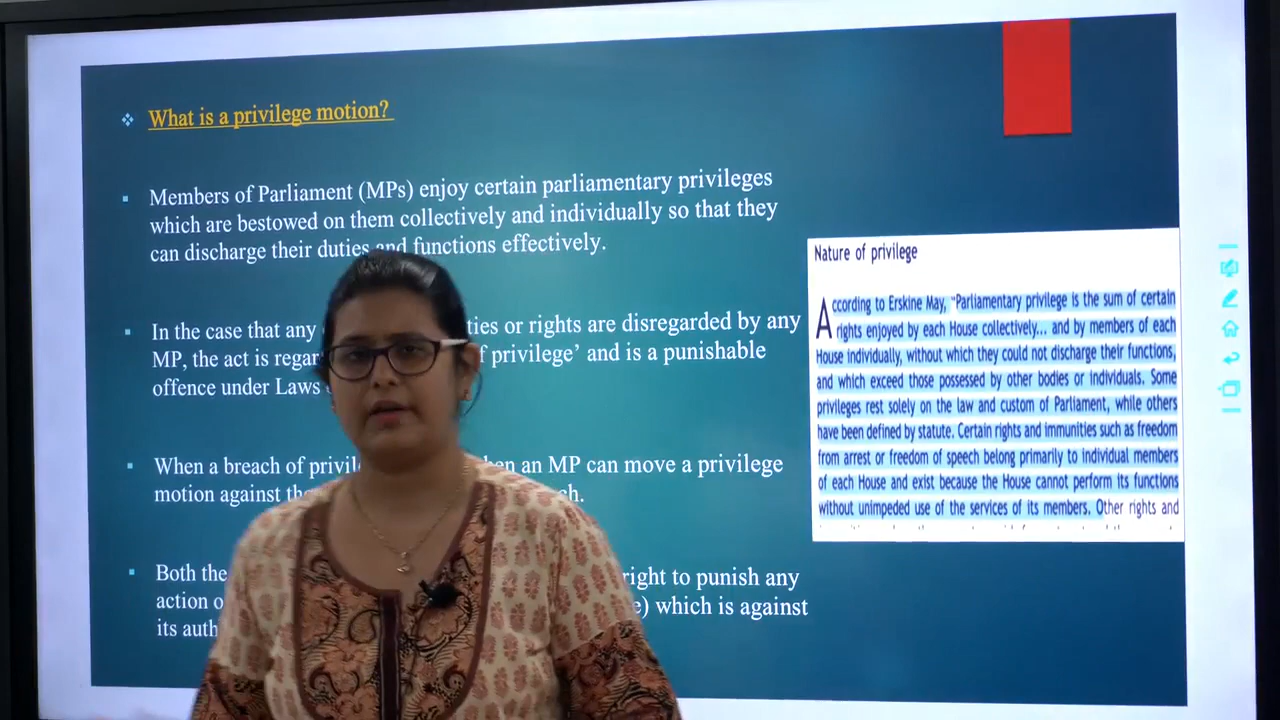 What is a privilege motion?
Members of Parliament (MPs) enjoy certain parliamentary privileges
which are bestowed on them collectively and individually so that they
can discharge their duties and functions effectively.
In the case that any ties or rights are disregarded by any
MP, the act is regar f privilege’ and is a punishable
offence under Laws
When a breach of privil en an MP can move a privilege
motion against the ch.
Both the right to punish any
action o e) which is against
its auth
Nature of privilege
According to Erskine May, “Parliamentary privilege is the sum of certain
rights enjoyed by each House collectively... and by members of each
House individually, without which they could not discharge their functions,
and which exceed those possessed by other bodies or individuals. Some
privileges rest solely on the law and custom of Parliament, while others
have been defined by statute. Certain rights and immunities such as freedom
from arrest or freedom of speech belong primarily to individual members
of each House and exist because the House cannot perform its functions
without unimpeded use of the services of its members. Other rights and